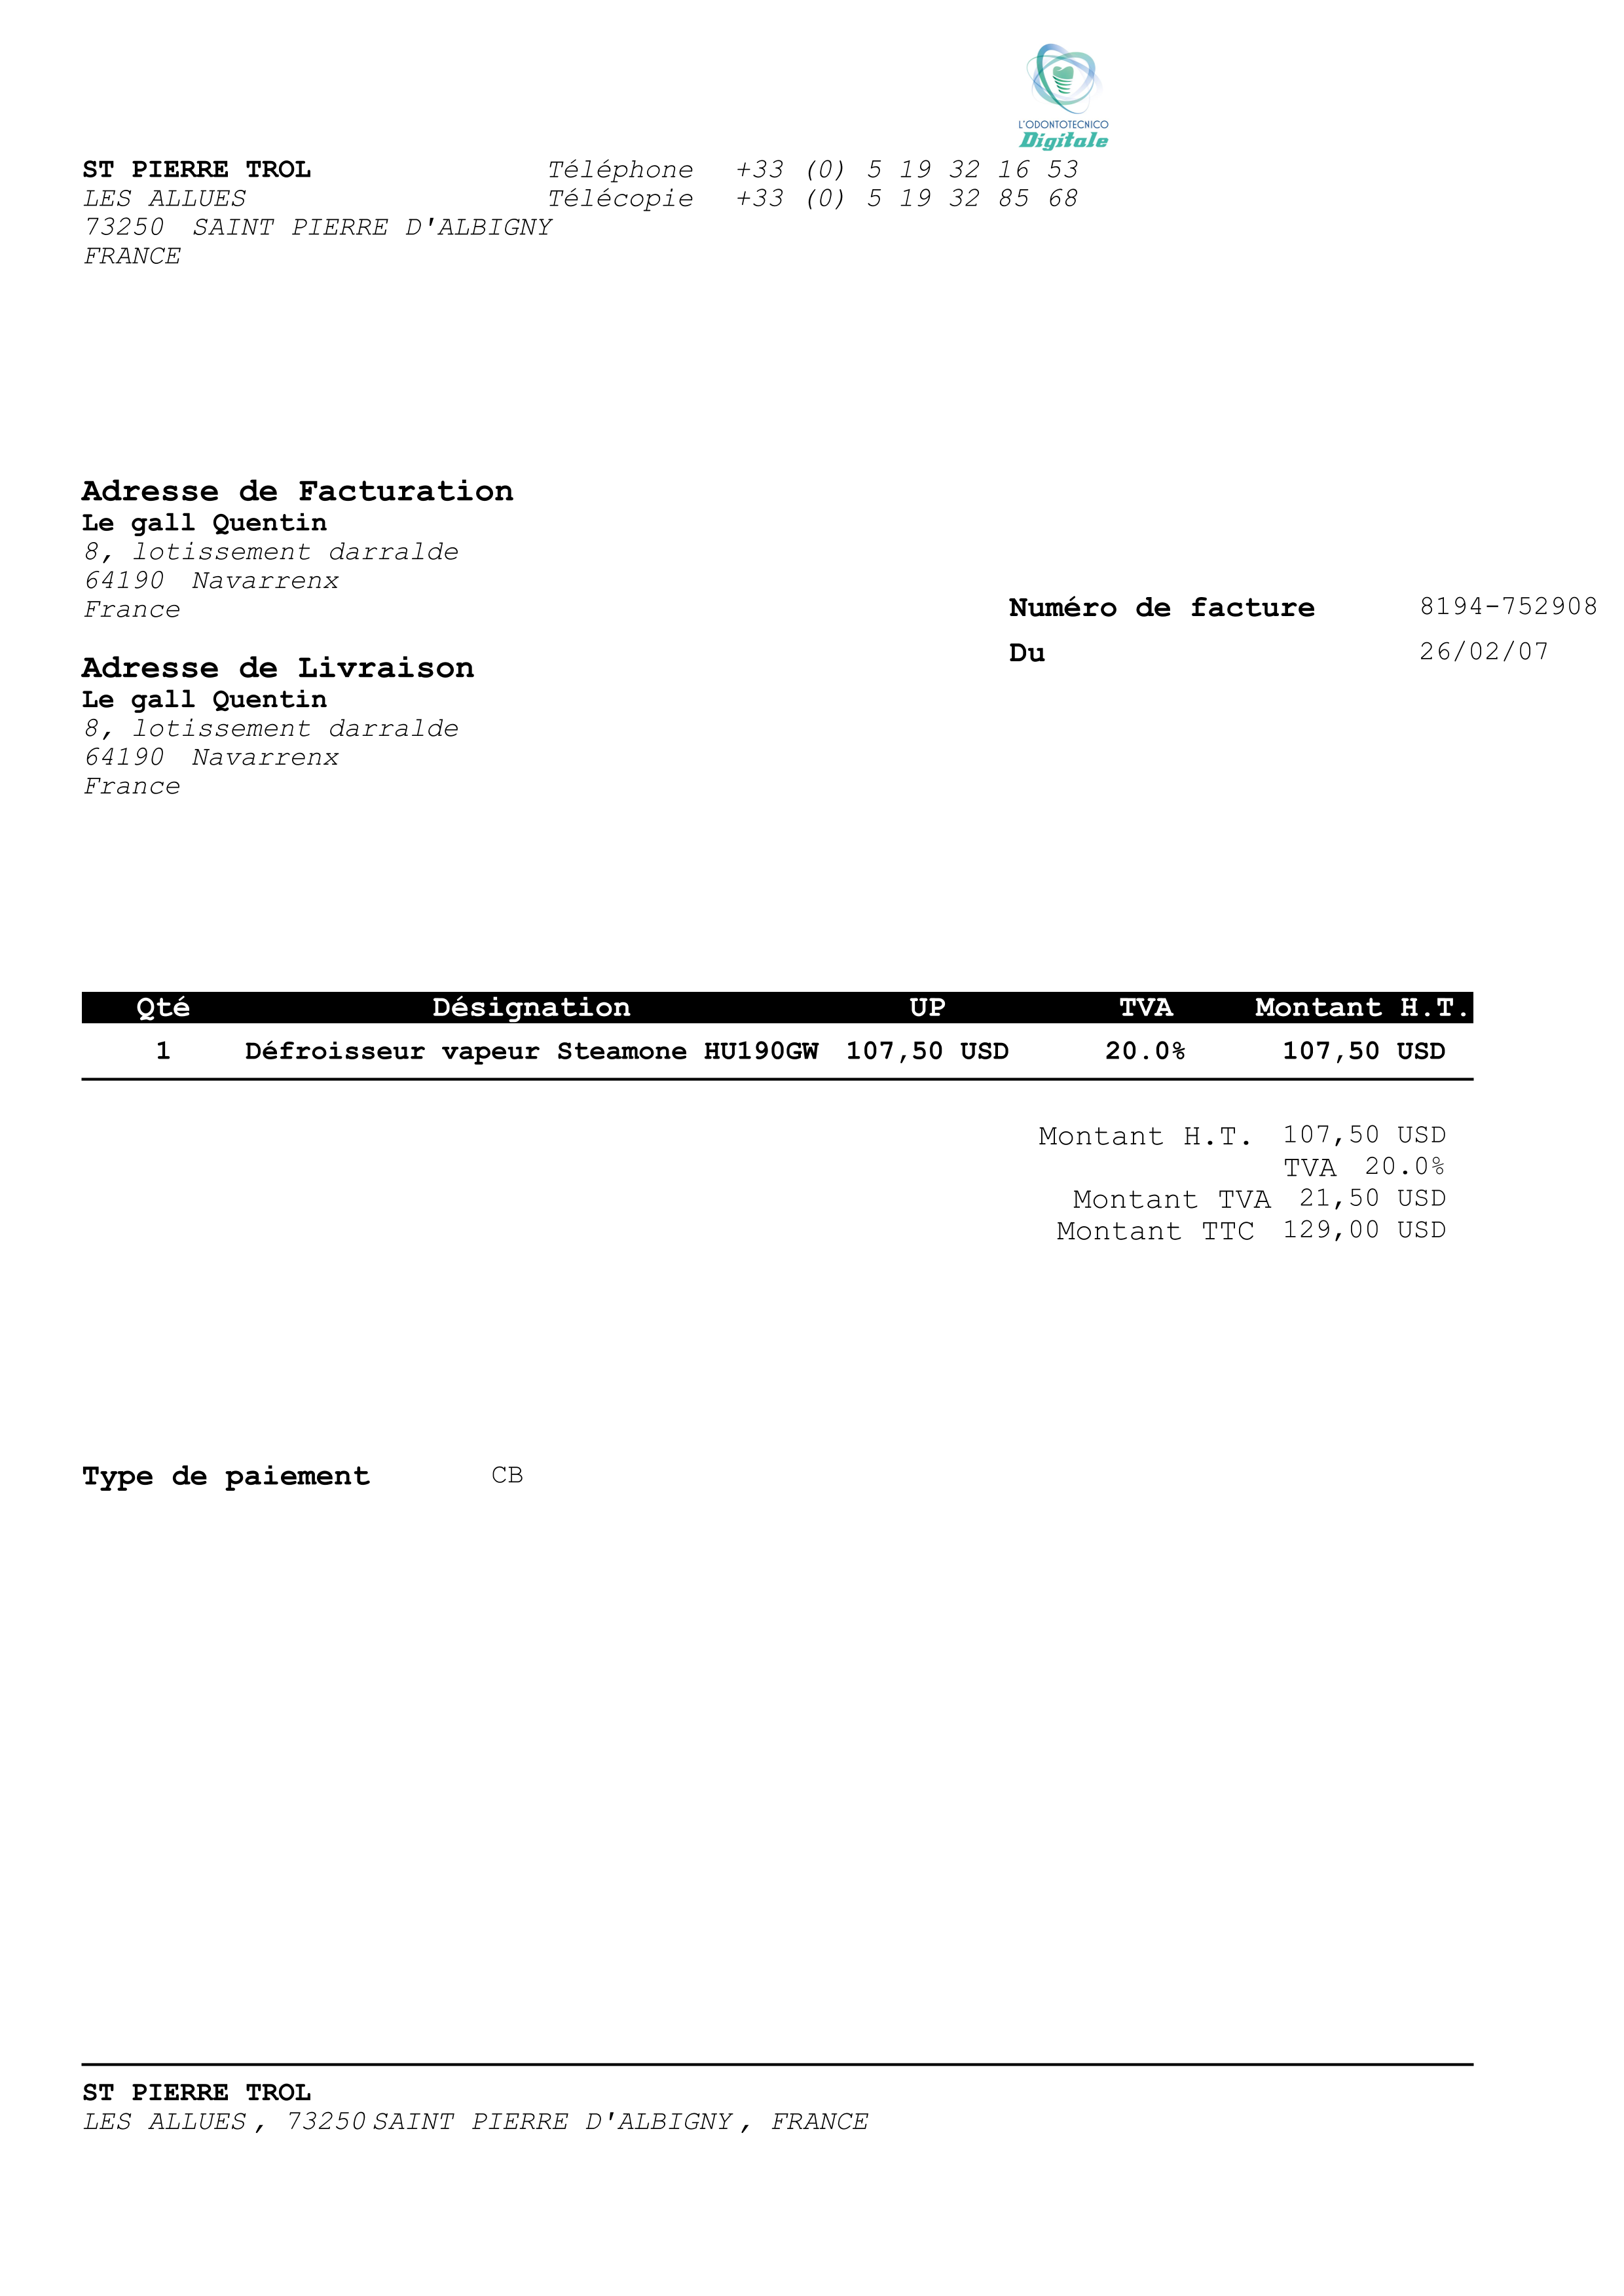 L'ODONTOTECNICO
Digitale
ST PIERRE TROL Téléphone +33 (0) 5 19 32 16 53
LES ALLUES Télécopie +33 (0) 5 19 32 85 68
73250 SAINT PIERRE D'ALBIGNY
FRANCE
Adresse de Facturation
Le gall Quentin
8, lotissement darralde
64190 Navarrenx
France
Numéro de facture 8194-752908
Du 26/02/07
Adresse de Livraison
Le gall Quentin
8, lotissement darralde
64190 Navarrenx
France
Qté Désignation UP TVA Montant H.T.
1 Défroisseur vapeur Steamone HU190GW 107,50 USD 20.0% 107,50 USD
Montant H.T. 107,50 USD
TVA 20.0%
Montant TVA 21,50 USD
Montant TTC 129,00 USD
Type de paiement CB
ST PIERRE TROL
LES ALLUES, 73250 SAINT PIERRE D'ALBIGNY, FRANCE